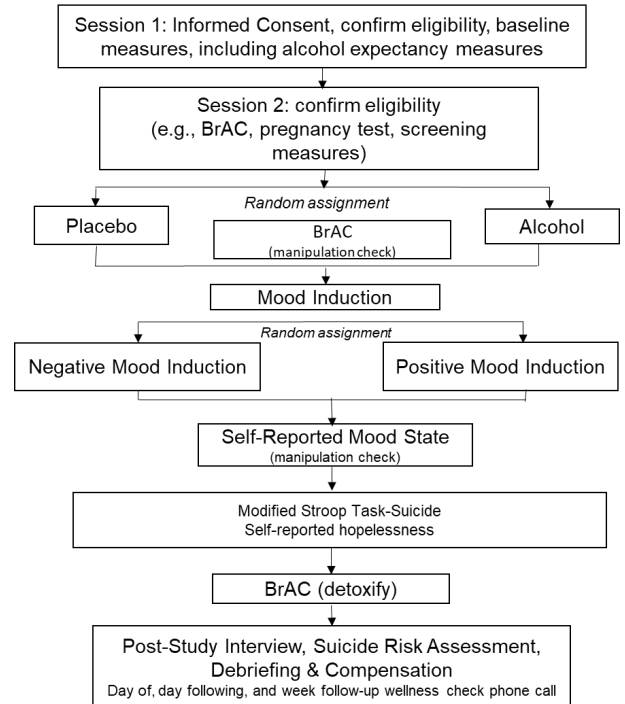 Session 1: Informed Consent, confirm eligibility, baseline
measures, including alcohol expectancy measures
Session 2: confirm eligibility
(e.g., BrAC, pregnancy test, screening
measures)
Random assignment
Placebo
BrAC
(manipulation check)
Alcohol
Mood Induction
Random assignment
Negative Mood Induction
Positive Mood Induction
Self-Reported Mood State
(manipulation check)
Modified Stroop Task-Suicide
Self-reported hopelessness
BrAC (detoxify)
Post-Study Interview, Suicide Risk Assessment,
Debriefing & Compensation
Day of, day following, and week follow-up wellness check phone call